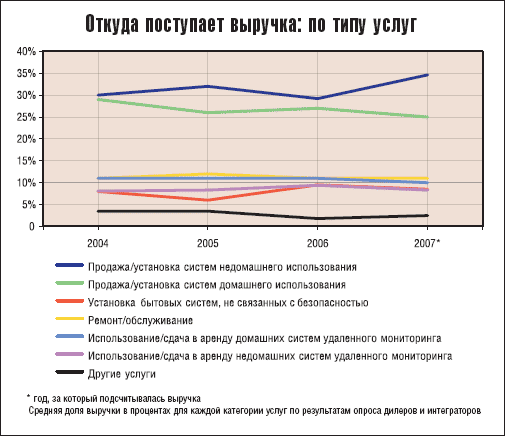 Откуда поступает выручка: по типу услуг
40%
35%
30%
25%
20%
15%
10%
5%
0
2004 2005 2006 2007*
Продажа/установка систем недомашнего использования
Продажа/установка систем домашнего использования
Установка бытовых систем, не связанных с безопасностью
Ремонт/обслуживание
Использование/сдача в аренду домашних систем удаленного мониторинга
Использование/сдача в аренду недомашних систем удаленного мониторинга
Другие услуги
* год, за который подсчитывалась выручка
Средняя доля выручки в процентах для каждой категории услуг по результатам опроса дилеров и интеграторов